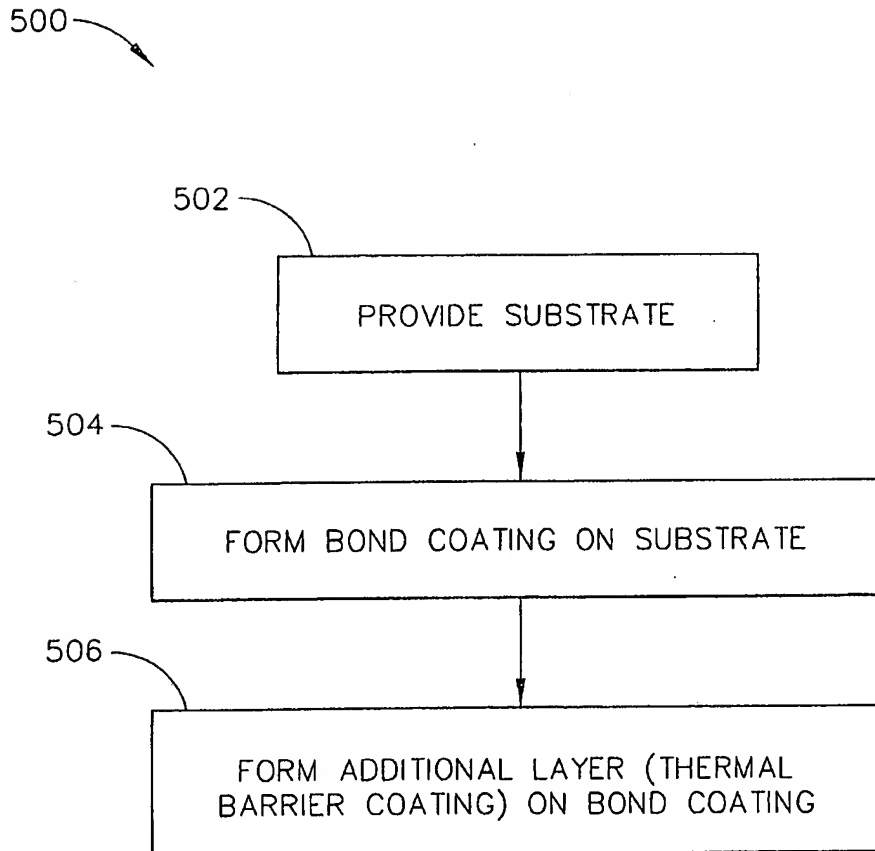 500
502
PROVIDE SUBSTRATE
504
FORM BOND COATING ON SUBSTRATE
506
FORM ADDITIONAL LAYER (THERMAL
BARRIER COATING) ON BOND COATING